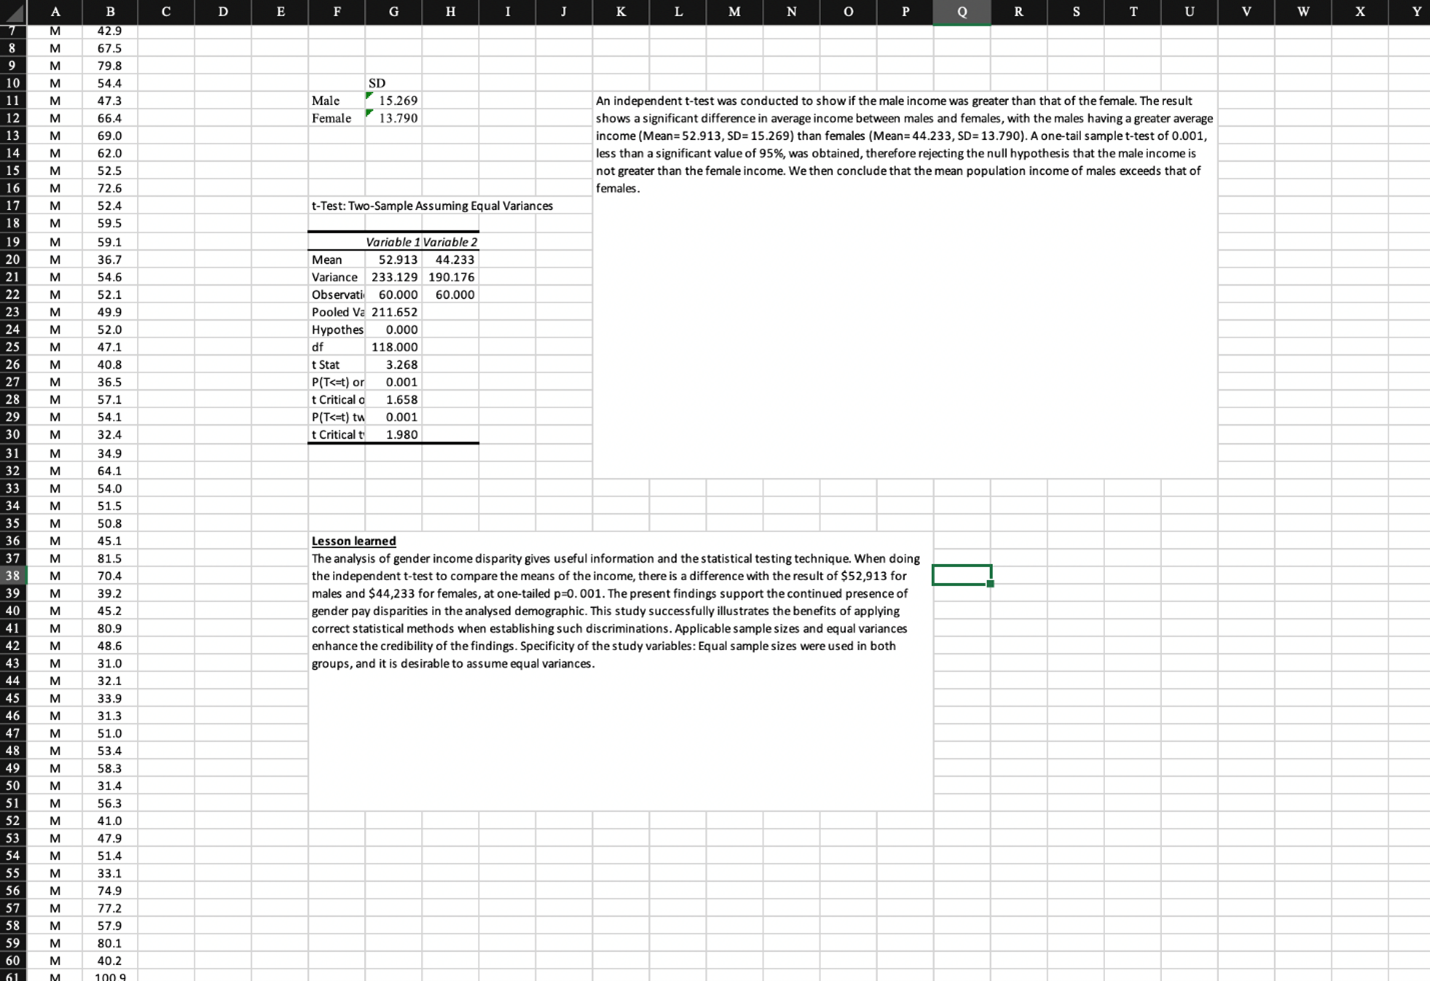 A B C D E F G H I J K L M N O P Q R S T U V W X Y
7 M 42.9
8 M 67.5
9 M 79.8
10 M 54.4 SD
11 M 47.3 Male 15.269 An independent t-test was conducted to show if the male income was greater than that of the female. The result
12 M 66.4 Female 13.790 shows a significant difference in average income between males and females, with the males having a greater average
13 M 69.0 income (Mean=52.913, SD=15.269) than females (Mean=44.233, SD=13.790). A one-tail sample t-test of 0.001,
14 M 62.0 less than a significant value of 95%, was obtained, therefore rejecting the null hypothesis that the male income is
15 M 52.5 not greater than the female income. We then conclude that the mean population income of males exceeds that of
16 M 72.6 females.
17 M 52.4 t-Test: Two-Sample Assuming Equal Variances
18 M 59.5
19 M 59.1 Variable 1 Variable 2
20 M 36.7 Mean 52.913 44.233
21 M 54.6 Variance 233.129 190.176
22 M 52.1 Observati 60.000 60.000
23 M 49.9 Pooled Va 211.652
24 M 52.0 Hypothes 0.000
25 M 47.1 df 118.000
26 M 40.8 t Stat 3.268
27 M 36.5 P(T<=t) or 0.001
28 M 57.1 t Critical o 1.658
29 M 54.1 P(T<=t) tw 0.001
30 M 32.4 t Critical t 1.980
31 M 34.9
32 M 64.1
33 M 54.0
34 M 51.5
35 M 50.8
36 M 45.1 Lesson learned
37 M 81.5 The analysis of gender income disparity gives useful information and the statistical testing technique. When doing
38 M 70.4 the independent t-test to compare the means of the income, there is a difference with the result of $52,913 for
39 M 39.2 males and $44,233 for females, at one-tailed p=0. 001. The present findings support the continued presence of
40 M 45.2 gender pay disparities in the analysed demographic. This study successfully illustrates the benefits of applying
41 M 80.9 correct statistical methods when establishing such discriminations. Applicable sample sizes and equal variances
42 M 48.6 enhance the credibility of the findings. Specificity of the study variables: Equal sample sizes were used in both
43 M 31.0 groups, and it is desirable to assume equal variances.
44 M 32.1
45 M 33.9
46 M 31.3
47 M 51.0
48 M 53.4
49 M 58.3
50 M 31.4
51 M 56.3
52 M 41.0
53 M 47.9
54 M 51.4
55 M 33.1
56 M 74.9
57 M 77.2
58 M 57.9
59 M 80.1
60 M 40.2
61 M 100.9